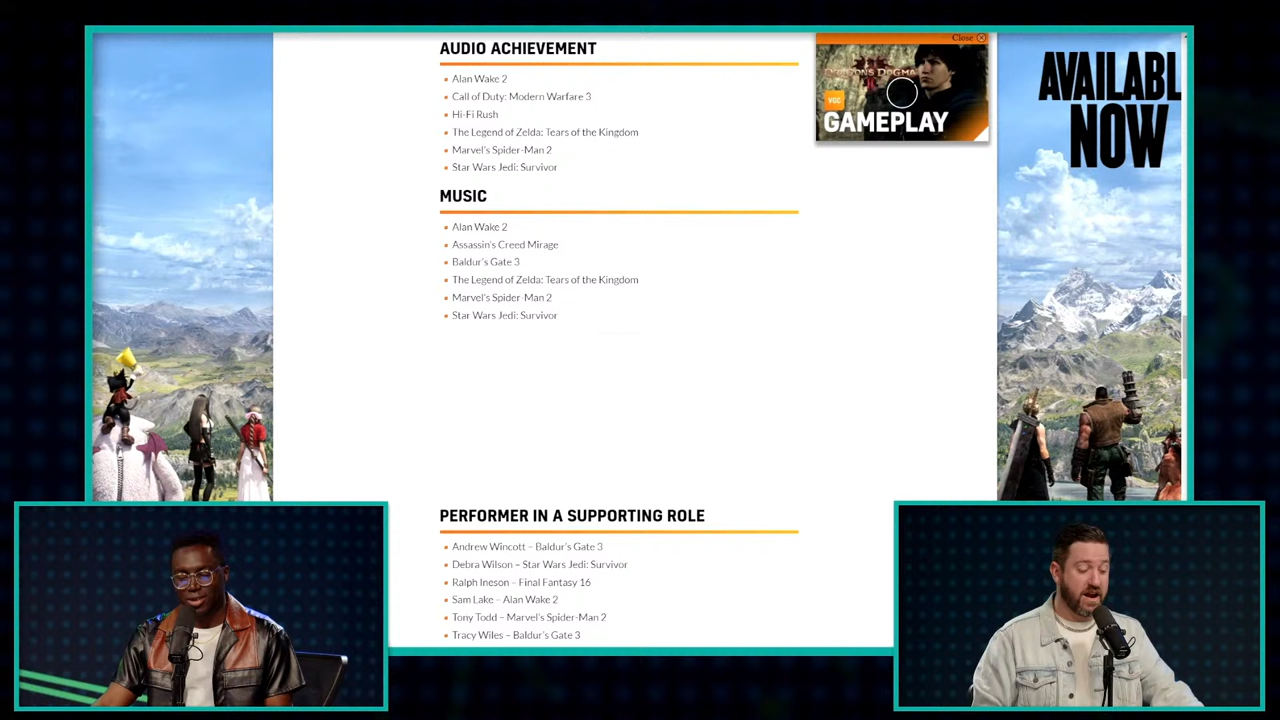 AUDIO ACHIEVEMENT
Alan Wake 2
Call of Duty: Modern Warfare 3
Hi-Fi Rush
The Legend of Zelda: Tears of the Kingdom
Marvel's Spider-Man 2
Star Wars Jedi: Survivor
MUSIC
Alan Wake 2
Assassin's Creed Mirage
Baldur's Gate 3
The Legend of Zelda: Tears of the Kingdom
Marvel's Spider-Man 2
Star Wars Jedi: Survivor
PERFORMER IN A SUPPORTING ROLE
Andrew Wincott – Baldur's Gate 3
Debra Wilson – Star Wars Jedi: Survivor
Ralph Ineson – Final Fantasy 16
Sam Lake – Alan Wake 2
Tony Todd – Marvel's Spider-Man 2
Tracy Wiles – Baldur's Gate 3
Close
DRAGONS DOGMA
VGC
GAMEPLAY
AVAILABL
NOW